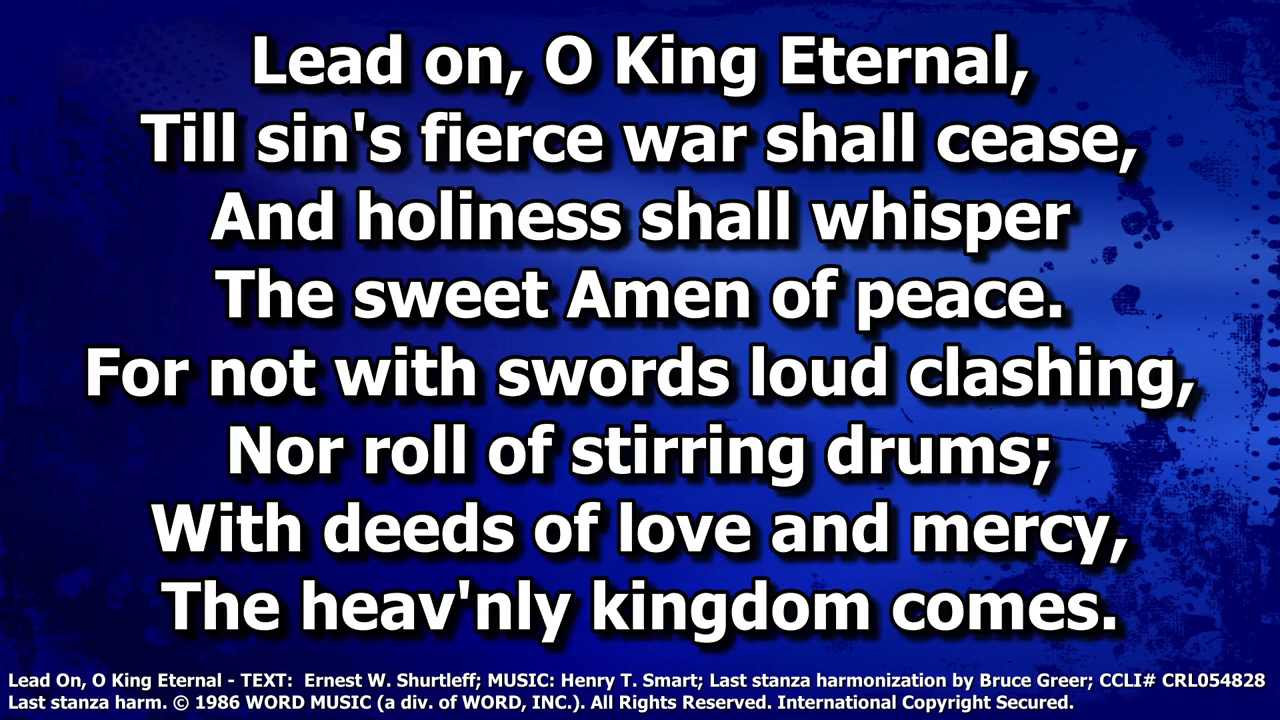 Lead on, O King Eternal,
Till sin's fierce war shall cease,
And holiness shall whisper
The sweet Amen of peace.
For not with swords loud clashing,
Nor roll of stirring drums;
With deeds of love and mercy,
The heav'nly kingdom comes.
Lead On, O King Eternal - TEXT:  Ernest W. Shurtleff; MUSIC: Henry T. Smart; Last stanza harmonization by Bruce Greer; CCLI# CRL054828
Last stanza harm. © 1986 WORD MUSIC (a div. of WORD, INC.). All Rights Reserved. International Copyright Secured.